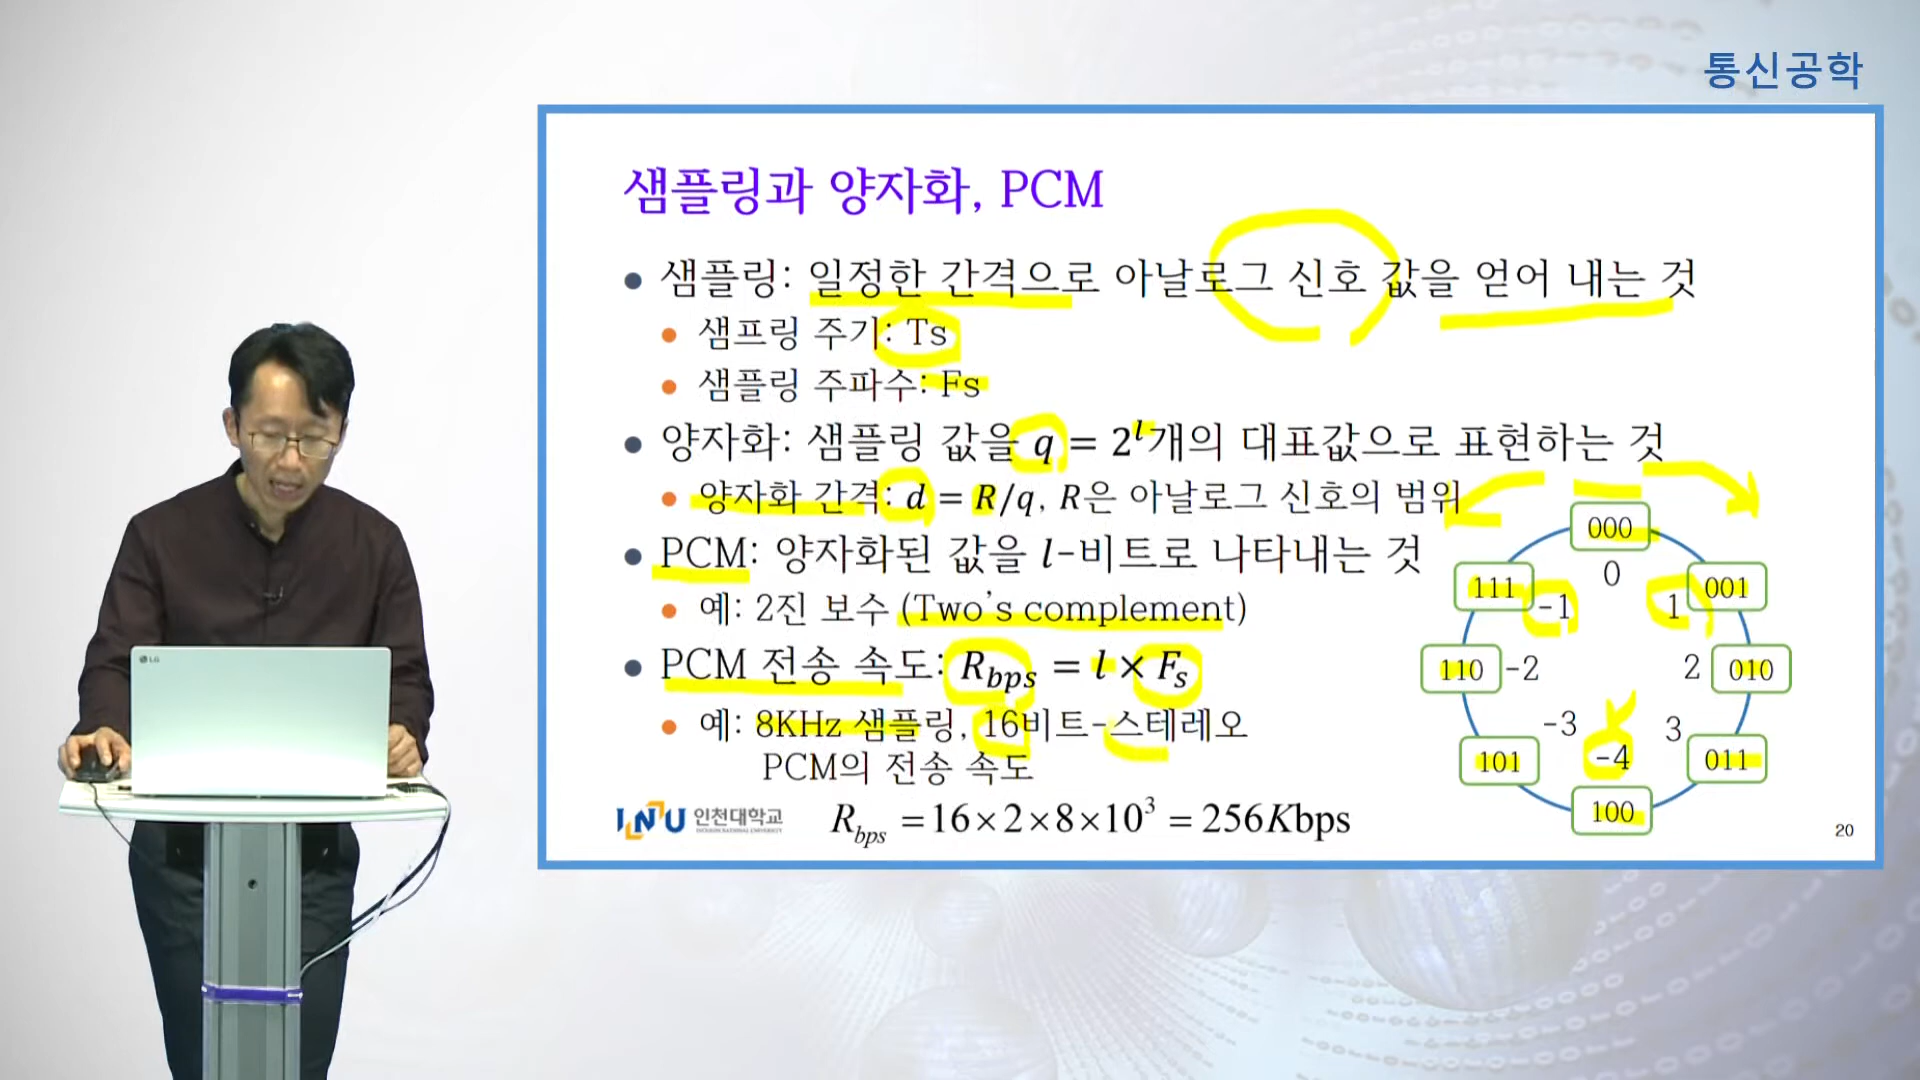 통신공학
샘플링과 양자화, PCM
샘플링: 일정한 간격으로 아날로그 신호 값을 얻어 내는 것
샘프링 주기: Ts
샘플링 주파수: Fs
양자화: 샘플링 값을 q = 2^l개의 대표값으로 표현하는 것
양자화 간격: d = R/q, R은 아날로그 신호의 범위
PCM: 양자화된 값을 l-비트로 나타내는 것
예: 2진 보수 (Two's complement)
PCM 전송 속도: R_bps = l × F_s
예: 8KHz 샘플링, 16비트-스테레오
PCM의 전송 속도
R_bps = 16×2×8×10^3 = 256Kbps
000
0
111
-1
1
001
110
-2
2
010
-3
3
101
-4
011
100
INU 인천대학교
20
LG